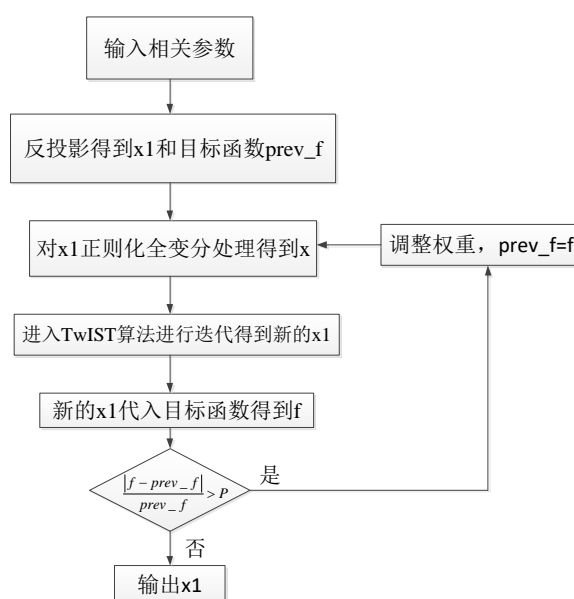 输入相关参数
反投影得到x1和目标函数prev_f
对x1正则化全变分处理得到x
调整权重，prev_f=f
进入TwIST算法进行迭代得到新的x1
新的x1代入目标函数得到f
|f - prev _ f| / prev _ f > P
是
否
输出x1